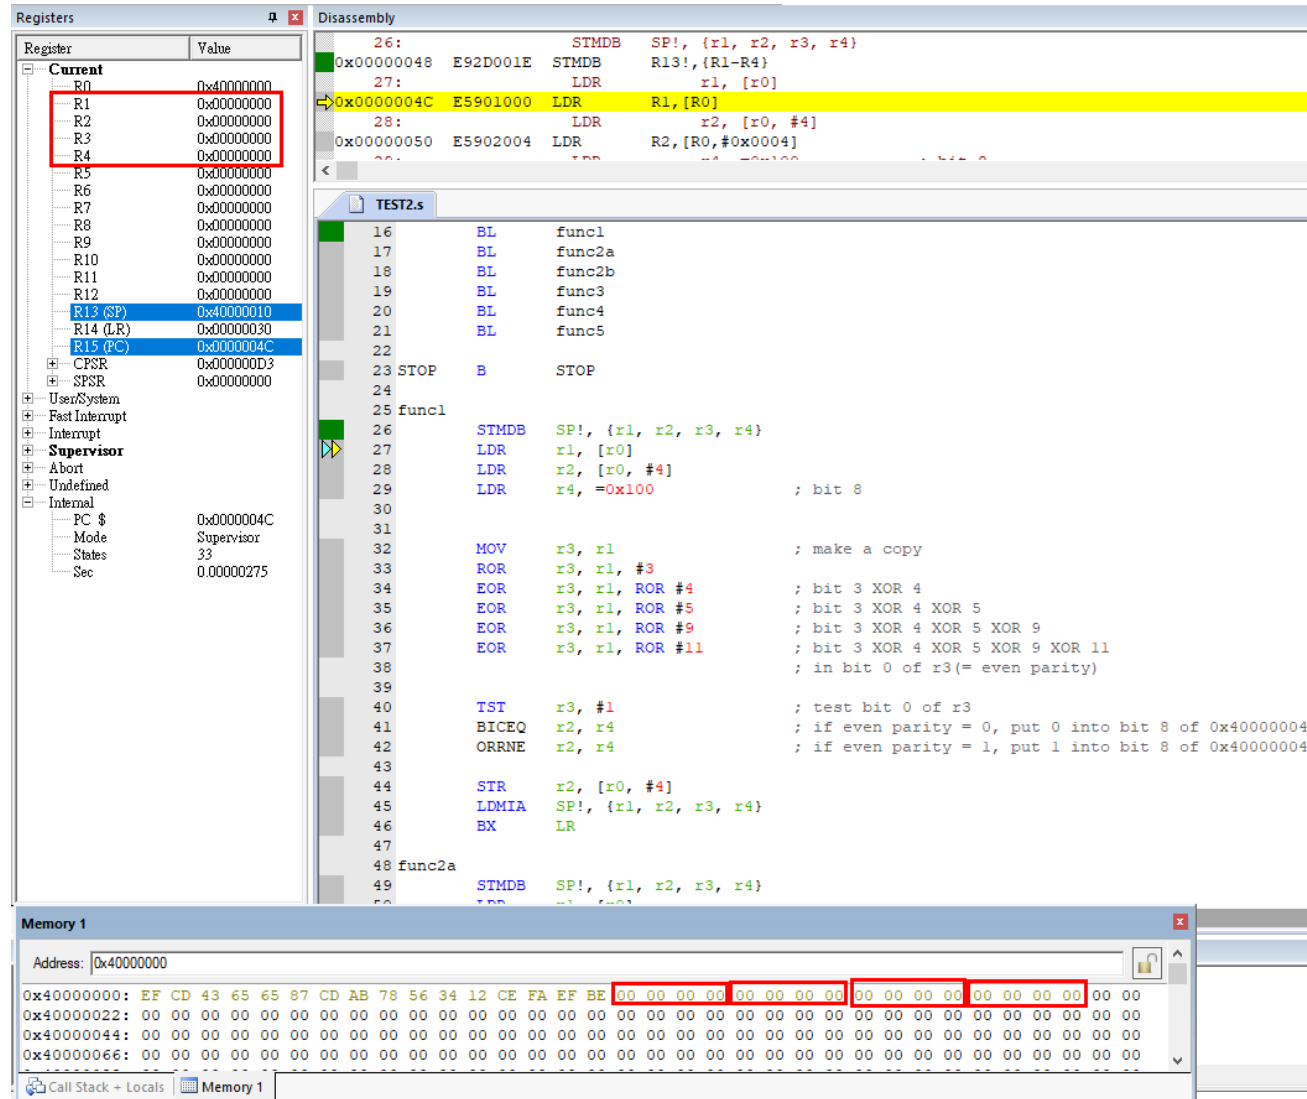 Registers
Register Value
Current
R0 0x40000000
R1 0x00000000
R2 0x00000000
R3 0x00000000
R4 0x00000000
R5 0x00000000
R6 0x00000000
R7 0x00000000
R8 0x00000000
R9 0x00000000
R10 0x00000000
R11 0x00000000
R12 0x00000000
R13 (SP) 0x40000010
R14 (LR) 0x00000030
R15 (PC) 0x0000004C
CPSR 0x000000D3
SPSR 0x00000000
User/System
Fast Interrupt
Interrupt
Supervisor
Abort
Undefined
Internal
PC $ 0x0000004C
Mode Supervisor
States 33
Sec 0.00000275
Disassembly
26: STMDB SP!, {r1, r2, r3, r4}
0x00000048 E92D001E STMDB R13!,{R1-R4}
27: LDR r1, [r0]
0x0000004C E5901000 LDR R1,[R0]
28: LDR r2, [r0, #4]
0x00000050 E5902004 LDR R2,[R0,#0x0004]
29: LDR r4, =0x100 ; bit 8
TEST2.s
16 BL func1
17 BL func2a
18 BL func2b
19 BL func3
20 BL func4
21 BL func5
22
23 STOP B STOP
24
25 func1
26 STMDB SP!, {r1, r2, r3, r4}
27 LDR r1, [r0]
28 LDR r2, [r0, #4]
29 LDR r4, =0x100 ; bit 8
30
31
32 MOV r3, r1 ; make a copy
33 ROR r3, r1, #3
34 EOR r3, r1, ROR #4 ; bit 3 XOR 4
35 EOR r3, r1, ROR #5 ; bit 3 XOR 4 XOR 5
36 EOR r3, r1, ROR #9 ; bit 3 XOR 4 XOR 5 XOR 9
37 EOR r3, r1, ROR #11 ; bit 3 XOR 4 XOR 5 XOR 9 XOR 11
38 ; in bit 0 of r3(= even parity)
39
40 TST r3, #1 ; test bit 0 of r3
41 BICEQ r2, r4 ; if even parity = 0, put 0 into bit 8 of 0x40000004
42 ORRNE r2, r4 ; if even parity = 1, put 1 into bit 8 of 0x40000004
43
44 STR r2, [r0, #4]
45 LDMIA SP!, {r1, r2, r3, r4}
46 BX LR
47
48 func2a
49 STMDB SP!, {r1, r2, r3, r4}
50 LDR r1, [r0]
Memory 1
Address: 0x40000000
0x40000000: EF CD 43 65 65 87 CD AB 78 56 34 12 CE FA EF BE 00 00 00 00 00 00 00 00 00 00 00 00 00 00 00 00 00 00
0x40000022: 00 00 00 00 00 00 00 00 00 00 00 00 00 00 00 00 00 00 00 00 00 00 00 00 00 00 00 00 00 00 00 00 00 00
0x40000044: 00 00 00 00 00 00 00 00 00 00 00 00 00 00 00 00 00 00 00 00 00 00 00 00 00 00 00 00 00 00 00 00 00 00
0x40000066: 00 00 00 00 00 00 00 00 00 00 00 00 00 00 00 00 00 00 00 00 00 00 00 00 00 00 00 00 00 00 00 00 00 00
Call Stack + Locals Memory 1